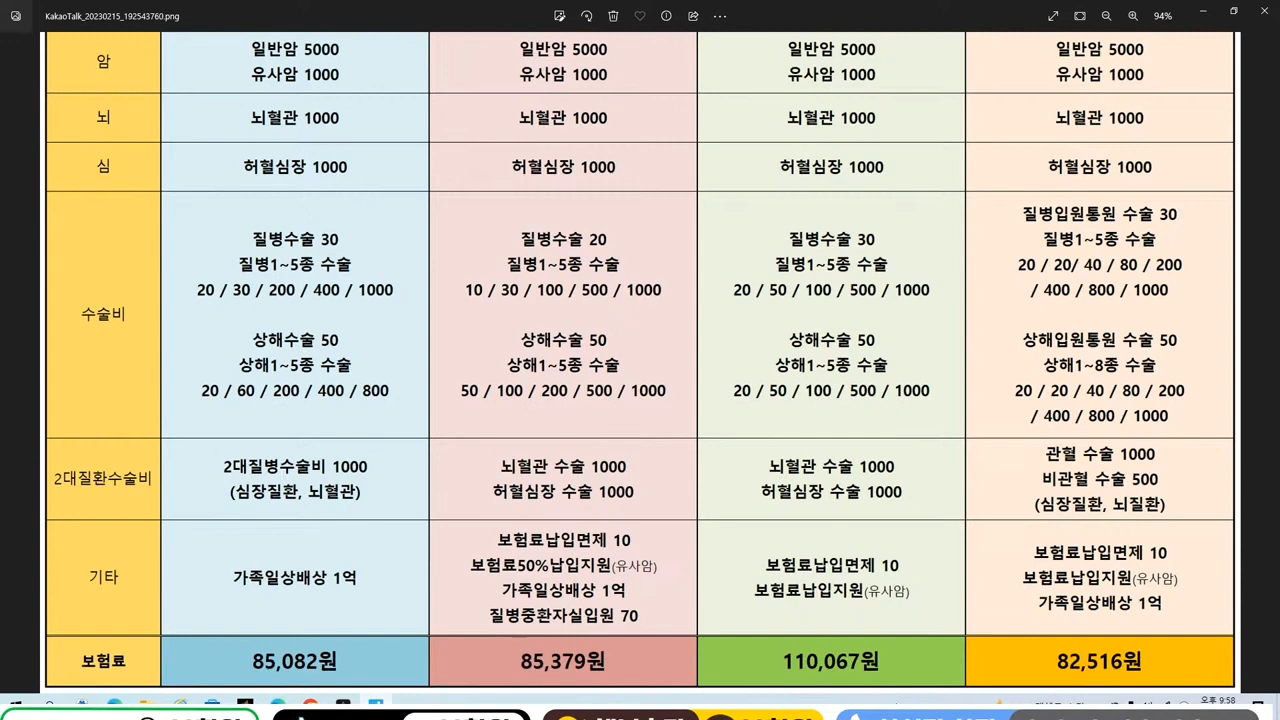 KakaoTalk_20230215_192543760.png
94%
암
일반암 5000
유사암 1000
일반암 5000
유사암 1000
일반암 5000
유사암 1000
일반암 5000
유사암 1000
뇌
뇌혈관 1000
뇌혈관 1000
뇌혈관 1000
뇌혈관 1000
심
허혈심장 1000
허혈심장 1000
허혈심장 1000
허혈심장 1000
수술비
질병수술 30
질병1~5종 수술
20 / 30 / 200 / 400 / 1000
상해수술 50
상해1~5종 수술
20 / 60 / 200 / 400 / 800
질병수술 20
질병1~5종 수술
10 / 30 / 100 / 500 / 1000
상해수술 50
상해1~5종 수술
50 / 100 / 200 / 500 / 1000
질병수술 30
질병1~5종 수술
20 / 50 / 100 / 500 / 1000
상해수술 50
상해1~5종 수술
20 / 50 / 100 / 500 / 1000
질병입원통원 수술 30
질병1~5종 수술
20 / 20/ 40 / 80 / 200
/ 400 / 800 / 1000
상해입원통원 수술 50
상해1~8종 수술
20 / 20 / 40 / 80 / 200
/ 400 / 800 / 1000
2대질환수술비
2대질병수술비 1000
(심장질환, 뇌혈관)
뇌혈관 수술 1000
허혈심장 수술 1000
뇌혈관 수술 1000
허혈심장 수술 1000
관혈 수술 1000
비관혈 수술 500
(심장질환, 뇌질환)
기타
가족일상배상 1억
보험료납입면제 10
보험료50%납입지원(유사암)
가족일상배상 1억
질병중환자실입원 70
보험료납입면제 10
보험료납입지원(유사암)
보험료납입면제 10
보험료납입지원(유사암)
가족일상배상 1억
보험료
85,082원
85,379원
110,067원
82,516원
오후 9:58